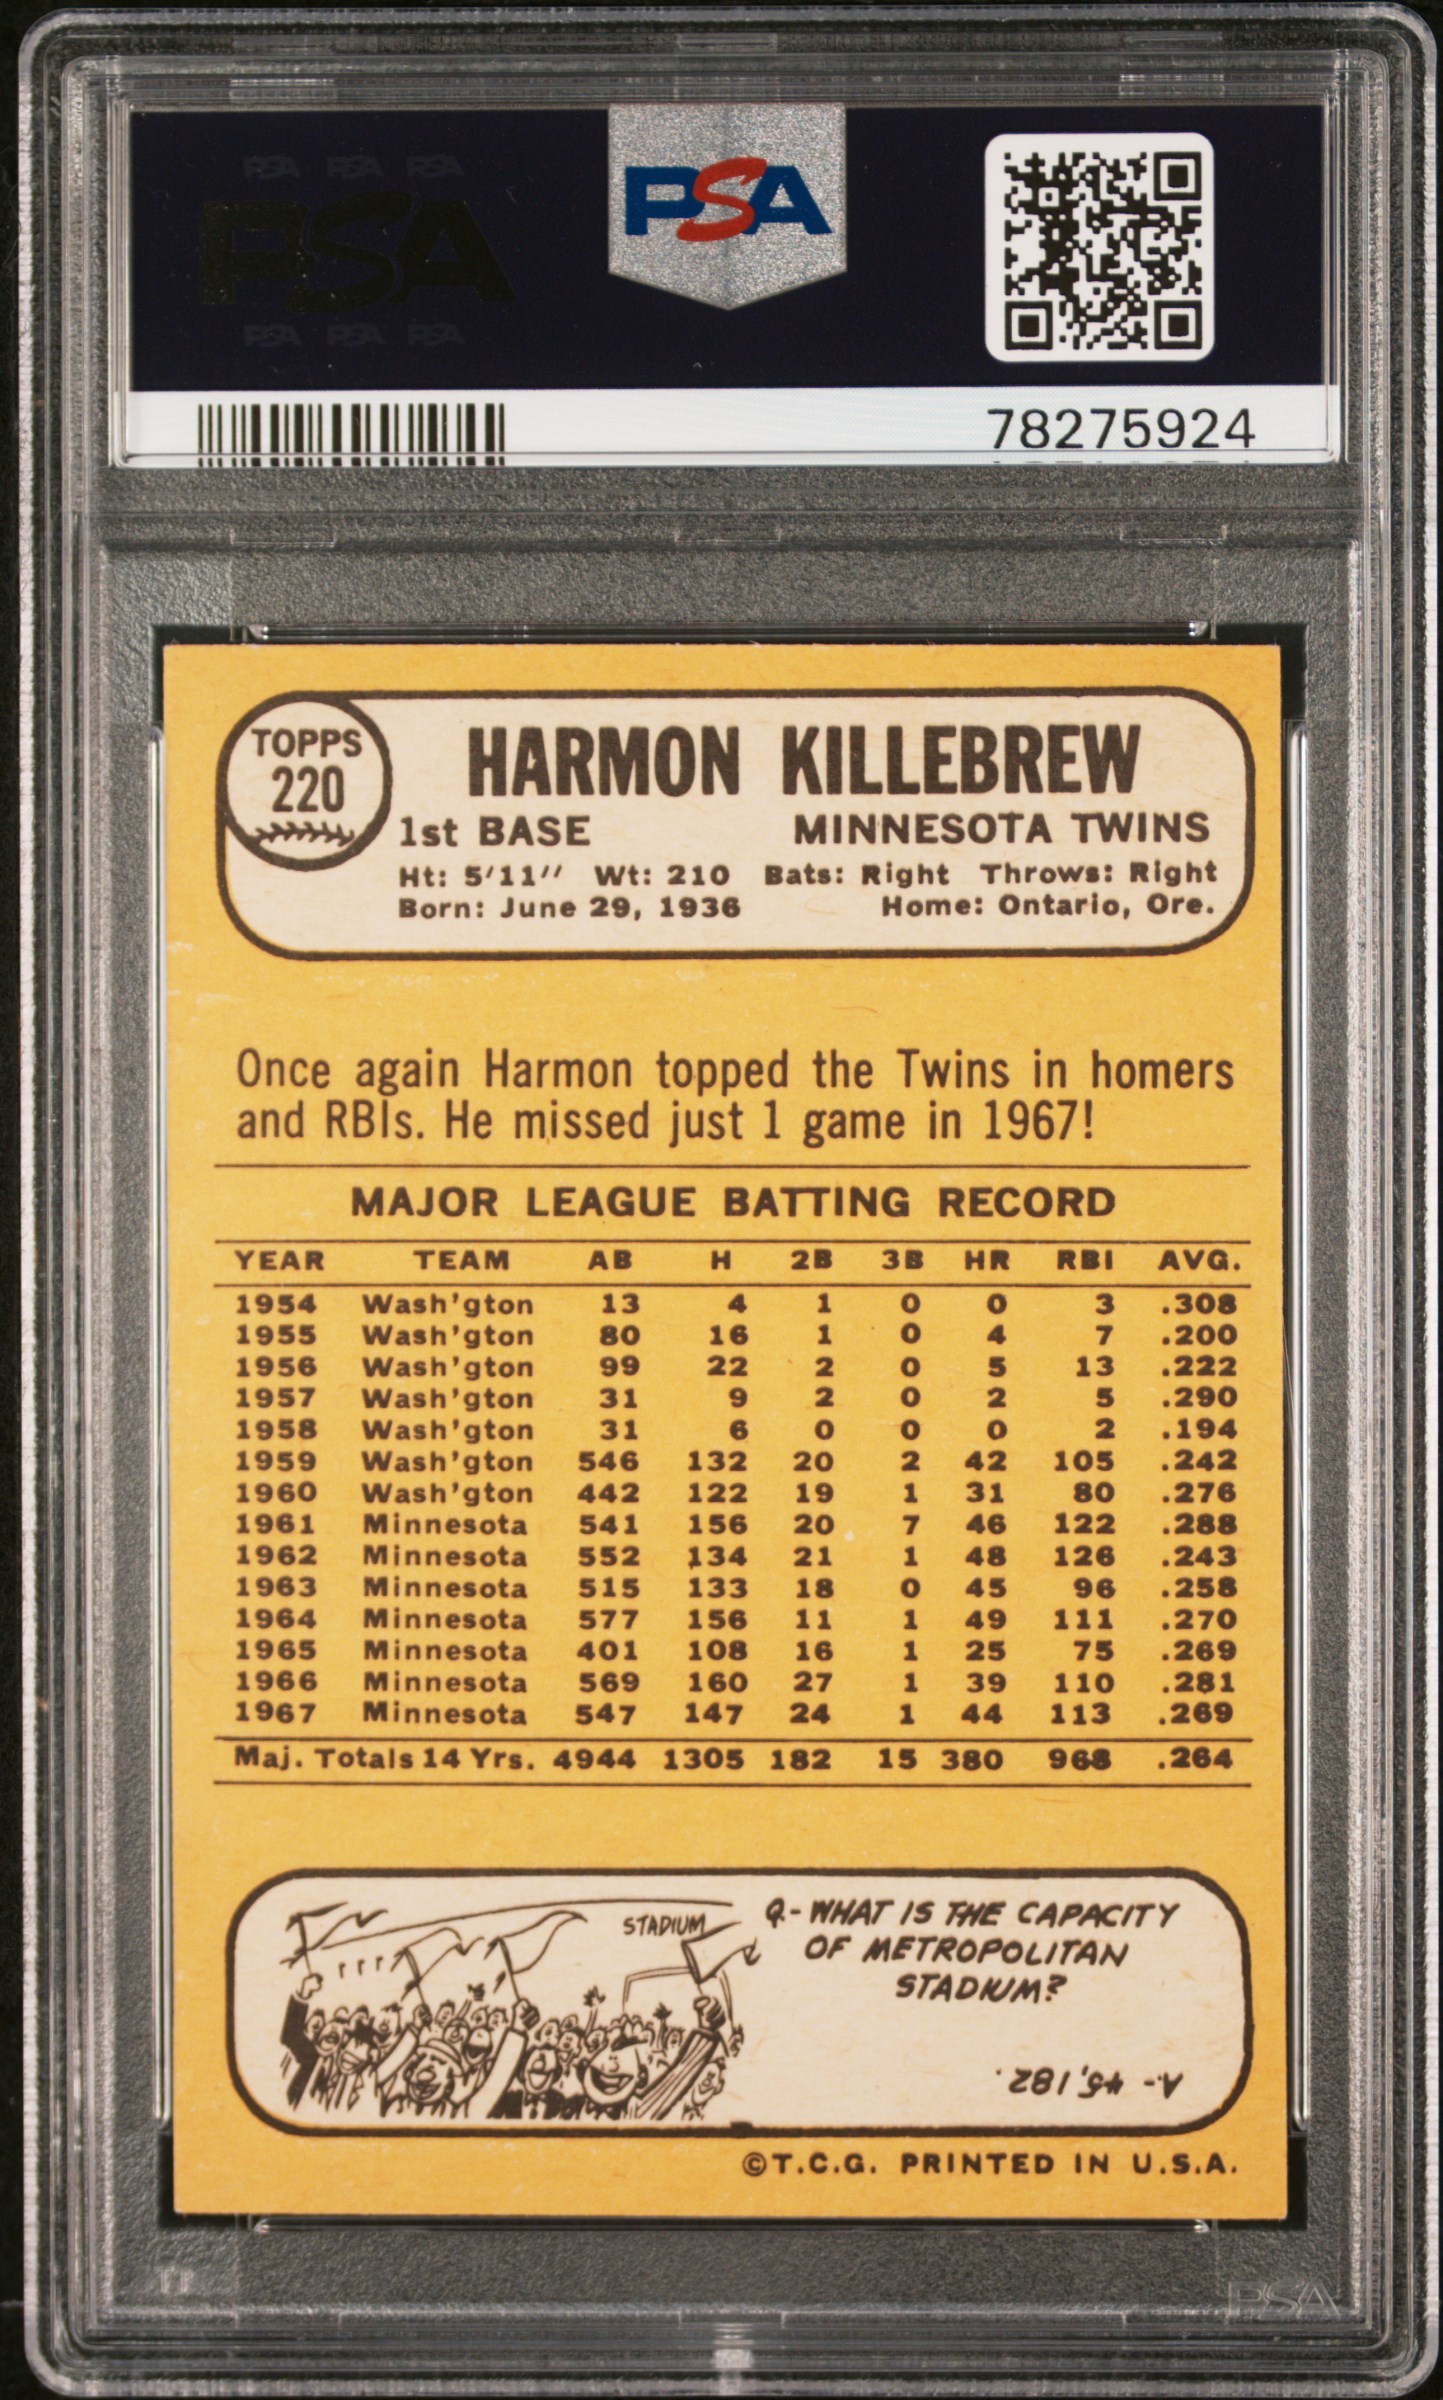 PSA PSA PSA
PSA
PSA PSA PSA
PSA
78275924
TOPPS
220
HARMON KILLEBREW
1st BASE MINNESOTA TWINS
Ht: 5'11" Wt: 210 Bats: Right Throws: Right
Born: June 29, 1936 Home: Ontario, Ore.
Once again Harmon topped the Twins in homers
and RBIs. He missed just 1 game in 1967!
MAJOR LEAGUE BATTING RECORD
YEAR TEAM AB H 2B 3B HR RBI AVG.
1954 Wash'gton 13 4 1 0 0 3 .308
1955 Wash'gton 80 16 1 0 4 7 .200
1956 Wash'gton 99 22 2 0 5 13 .222
1957 Wash'gton 31 9 2 0 2 5 .290
1958 Wash'gton 31 6 0 0 0 2 .194
1959 Wash'gton 546 132 20 2 42 105 .242
1960 Wash'gton 442 122 19 1 31 80 .276
1961 Minnesota 541 156 20 7 46 122 .288
1962 Minnesota 552 134 21 1 48 126 .243
1963 Minnesota 515 133 18 0 45 96 .258
1964 Minnesota 577 156 11 1 49 111 .270
1965 Minnesota 401 108 16 1 25 75 .269
1966 Minnesota 569 160 27 1 39 110 .281
1967 Minnesota 547 147 24 1 44 113 .269
Maj. Totals 14 Yrs. 4944 1305 182 15 380 968 .264
STADIUM
Q-WHAT IS THE CAPACITY
OF METROPOLITAN
STADIUM?
A.- 45,182.
©T.C.G. PRINTED IN U.S.A.
PSA